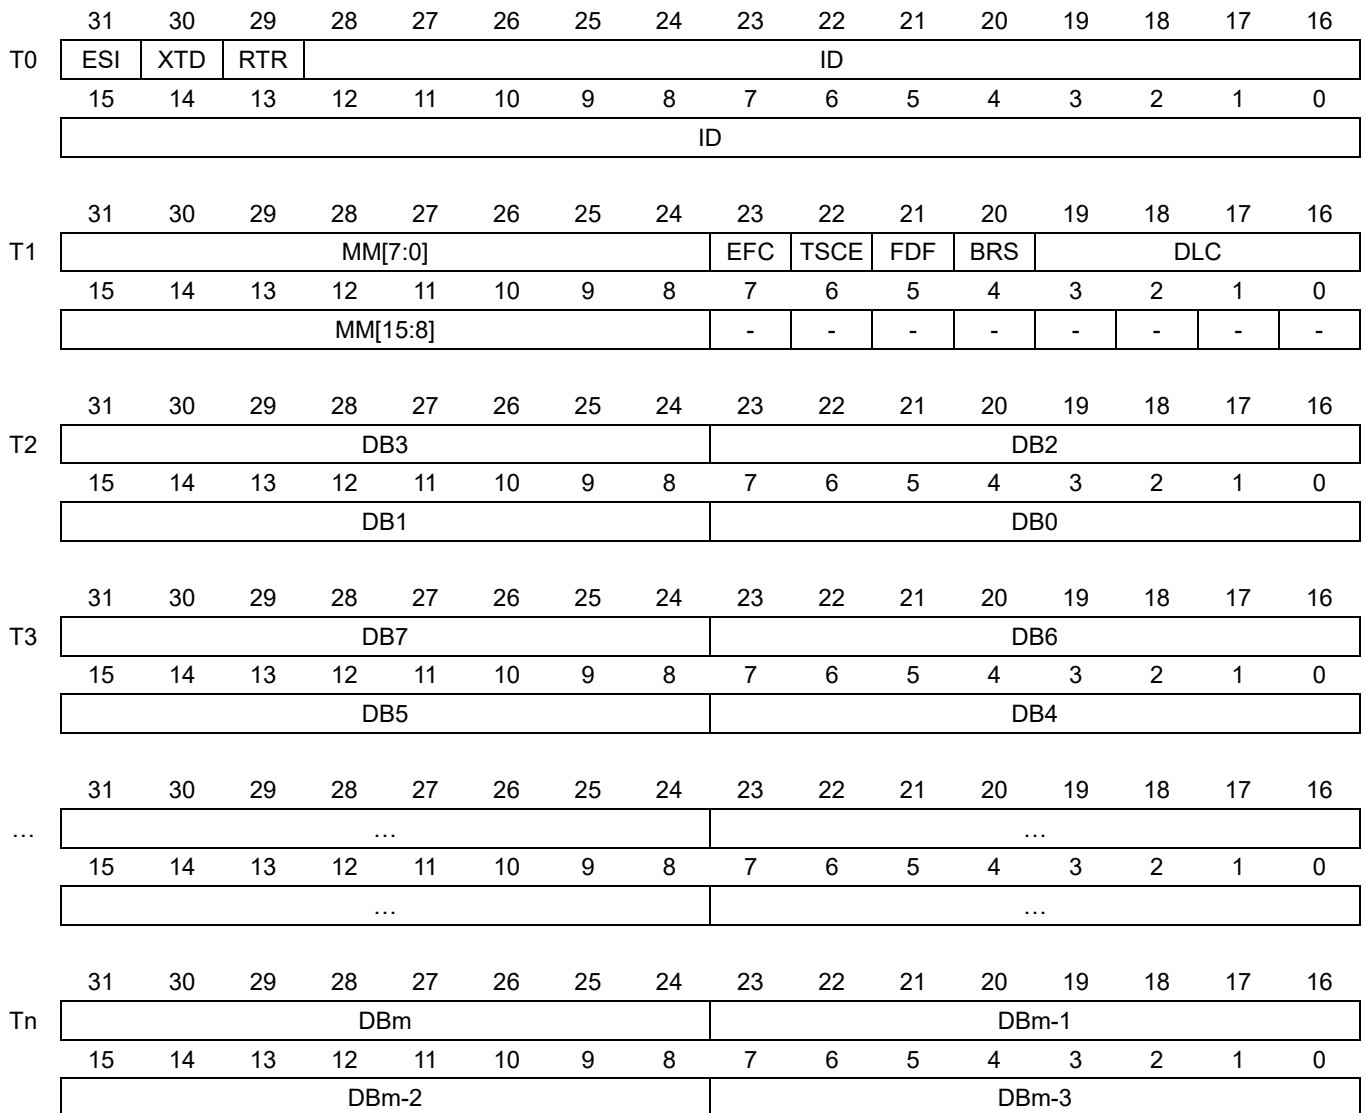 31 30 29 28 27 26 25 24 23 22 21 20 19 18 17 16
T0 ESI XTD RTR ID
15 14 13 12 11 10 9 8 7 6 5 4 3 2 1 0
ID
31 30 29 28 27 26 25 24 23 22 21 20 19 18 17 16
T1 MM[7:0] EFC TSCE FDF BRS DLC
15 14 13 12 11 10 9 8 7 6 5 4 3 2 1 0
MM[15:8] - - - - - - - -
31 30 29 28 27 26 25 24 23 22 21 20 19 18 17 16
T2 DB3 DB2
15 14 13 12 11 10 9 8 7 6 5 4 3 2 1 0
DB1 DB0
31 30 29 28 27 26 25 24 23 22 21 20 19 18 17 16
T3 DB7 DB6
15 14 13 12 11 10 9 8 7 6 5 4 3 2 1 0
DB5 DB4
31 30 29 28 27 26 25 24 23 22 21 20 19 18 17 16
… … …
15 14 13 12 11 10 9 8 7 6 5 4 3 2 1 0
… …
31 30 29 28 27 26 25 24 23 22 21 20 19 18 17 16
Tn DBm DBm-1
15 14 13 12 11 10 9 8 7 6 5 4 3 2 1 0
DBm-2 DBm-3